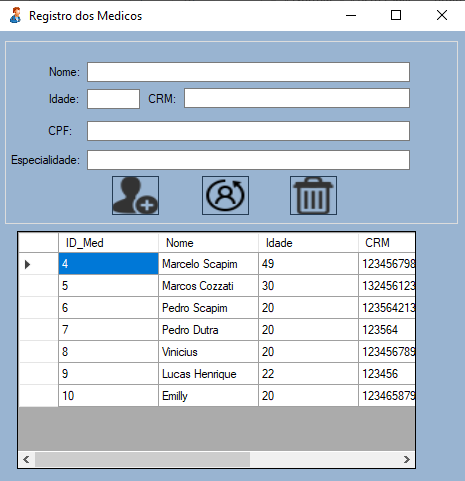 Registro dos Medicos
Nome:
Idade: CRM:
CPF:
Especialidade:
ID_Med Nome Idade CRM
4 Marcelo Scapim 49 123456798
5 Marcos Cozzati 30 132456123
6 Pedro Scapim 20 123564213
7 Pedro Dutra 20 123564
8 Vinicius 20 123456789
9 Lucas Henrique 22 123456
10 Emilly 20 123465879